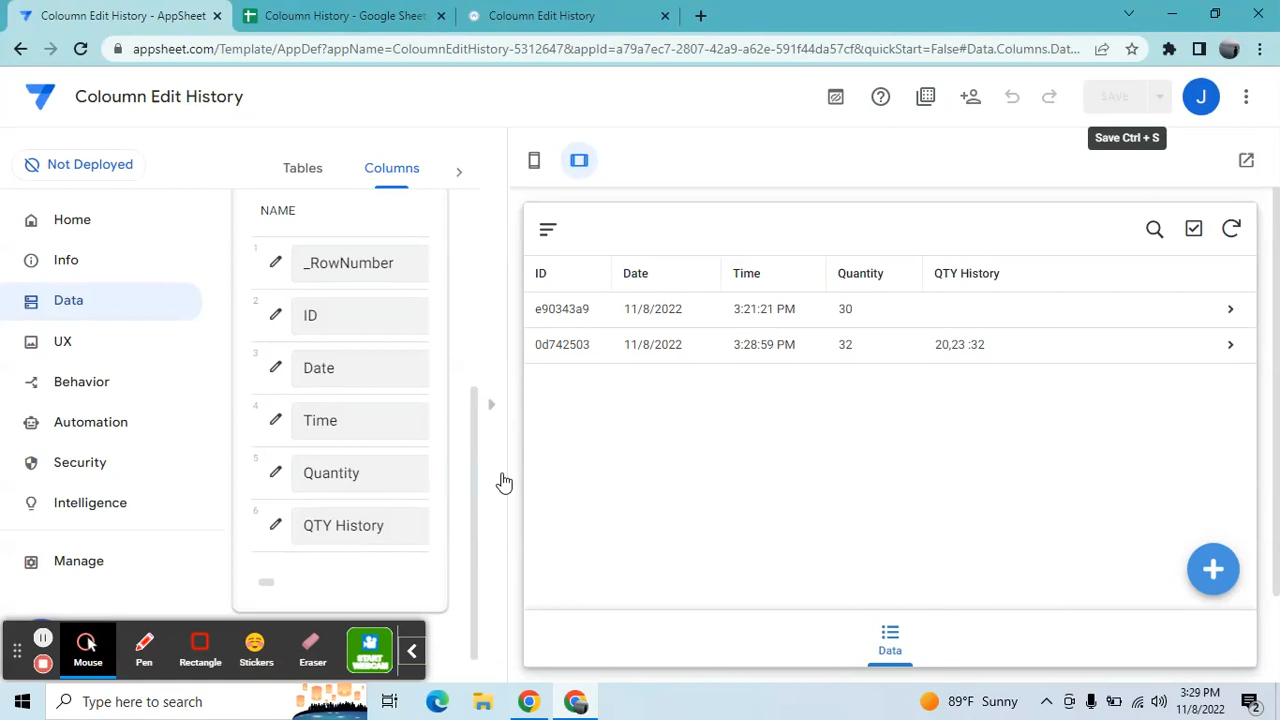 Coloumn Edit History - AppSheet
Coloumn History - Google Sheet
Coloumn Edit History
appsheet.com/Template/AppDef?appName=ColoumnEditHistory-5312647&appId=a79a7ec7-2807-42a9-a62e-591f44da57cf&quickStart=False#Data.Columns.Dat...
Coloumn Edit History
SAVE
J
Save Ctrl + S
Not Deployed
Tables
Columns
Home
Info
Data
UX
Behavior
Automation
Security
Intelligence
Manage
NAME
1 _RowNumber
2 ID
3 Date
4 Time
5 Quantity
6 QTY History
ID Date Time Quantity QTY History
e90343a9 11/8/2022 3:21:21 PM 30
0d742503 11/8/2022 3:28:59 PM 32 20,23 :32
Data
Mouse Pen Rectangle Stickers Eraser START WEBCAM
Type here to search
89°F Sunny
3:29 PM
11/8/2022
2